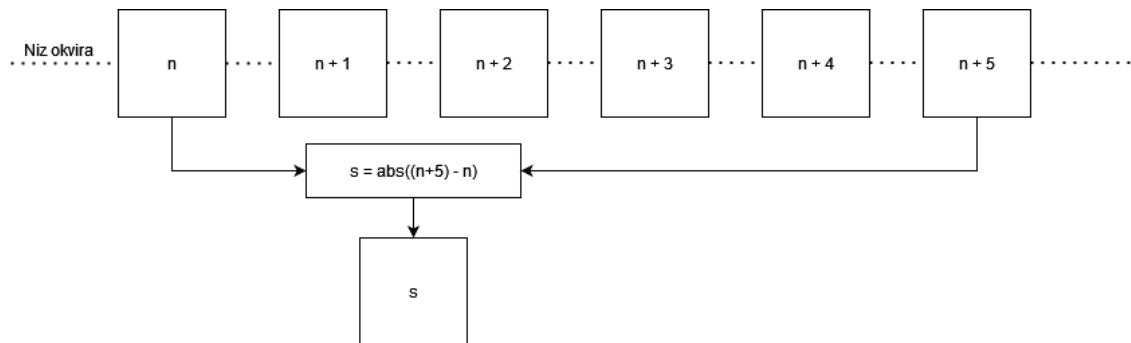 Niz okvira
n
n + 1
n + 2
n + 3
n + 4
n + 5
s = abs((n+5) - n)
s